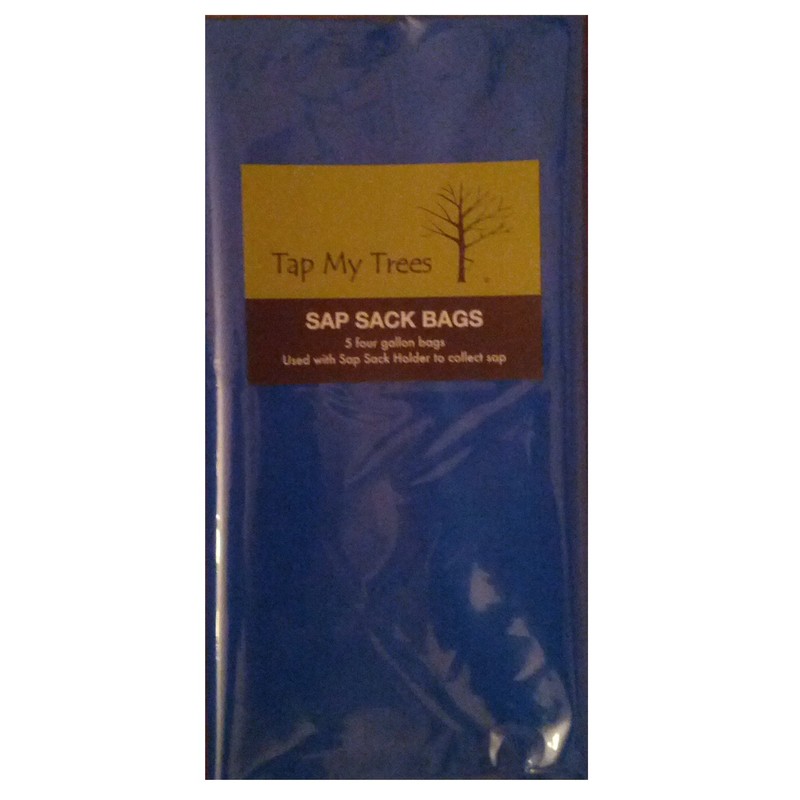 Tap My Trees
SAP SACK BAGS
5 four gallon bags
Used with Sap Sack Holder to collect sap